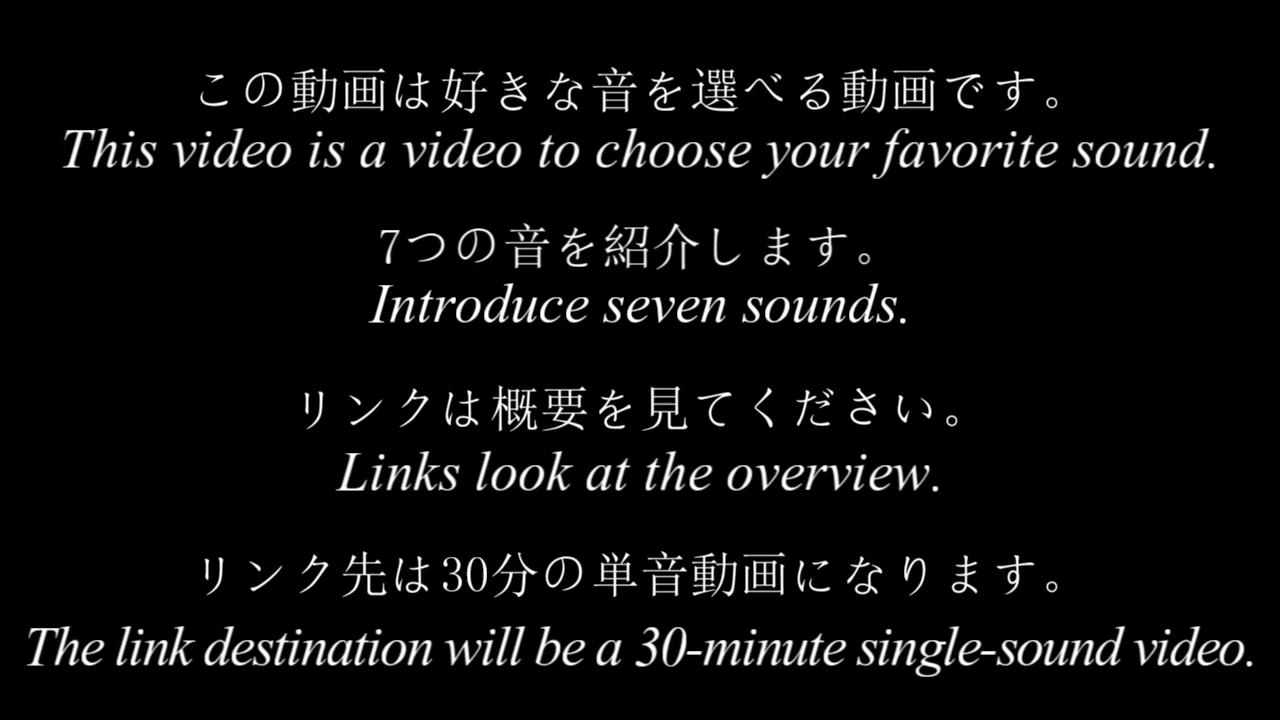 この動画は好きな音を選べる動画です。
This video is a video to choose your favorite sound.
7つの音を紹介します。
Introduce seven sounds.
リンクは概要を見てください。
Links look at the overview.
リンク先は30分の単音動画になります。
The link destination will be a 30-minute single-sound video.